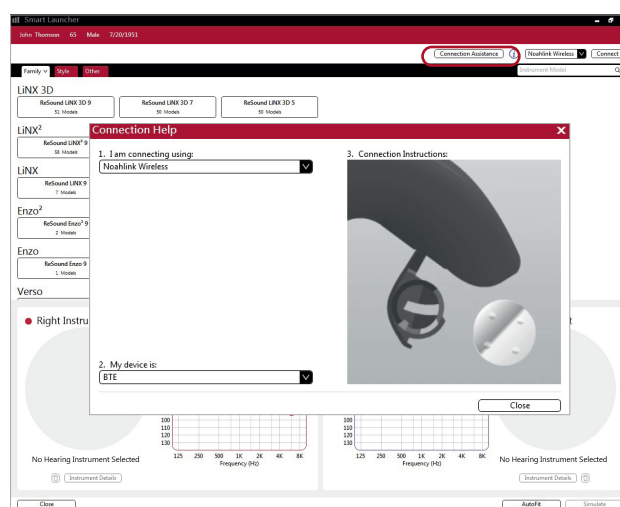 Smart Launcher
John Thomson 65 Male 7/20/1951
Connection Assistance i Noahlink Wireless Connect
Family Style Other Instrument Model
LiNX 3D
ReSound LiNX 3D 9 ReSound LiNX 3D 7 ReSound LiNX 3D 5
51 Models 50 Models 50 Models
LiNX²
ReSound LiNX² 9
58 Models
LiNX
ReSound LiNX 9
7 Models
Enzo²
ReSound Enzo² 9
2 Models
Enzo
ReSound Enzo 9
1 Models
Verso
Connection Help X
1. I am connecting using:
Noahlink Wireless
3. Connection Instructions:
2. My device is:
BTE
Close
Right Instru t
100 100
110 110
120 120
130 130
125 250 500 1K 2K 4K 8K 125 250 500 1K 2K 4K 8K
Frequency (Hz) Frequency (Hz)
No Hearing Instrument Selected No Hearing Instrument Selected
Instrument Details Instrument Details
Close AutoFit Simulate